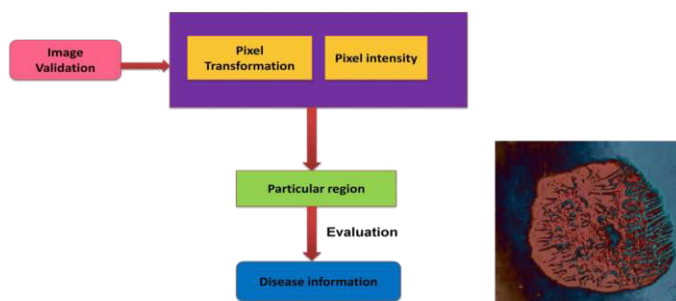 Image
Validation
Pixel
Transformation
Pixel intensity
Particular region
Evaluation
Disease information